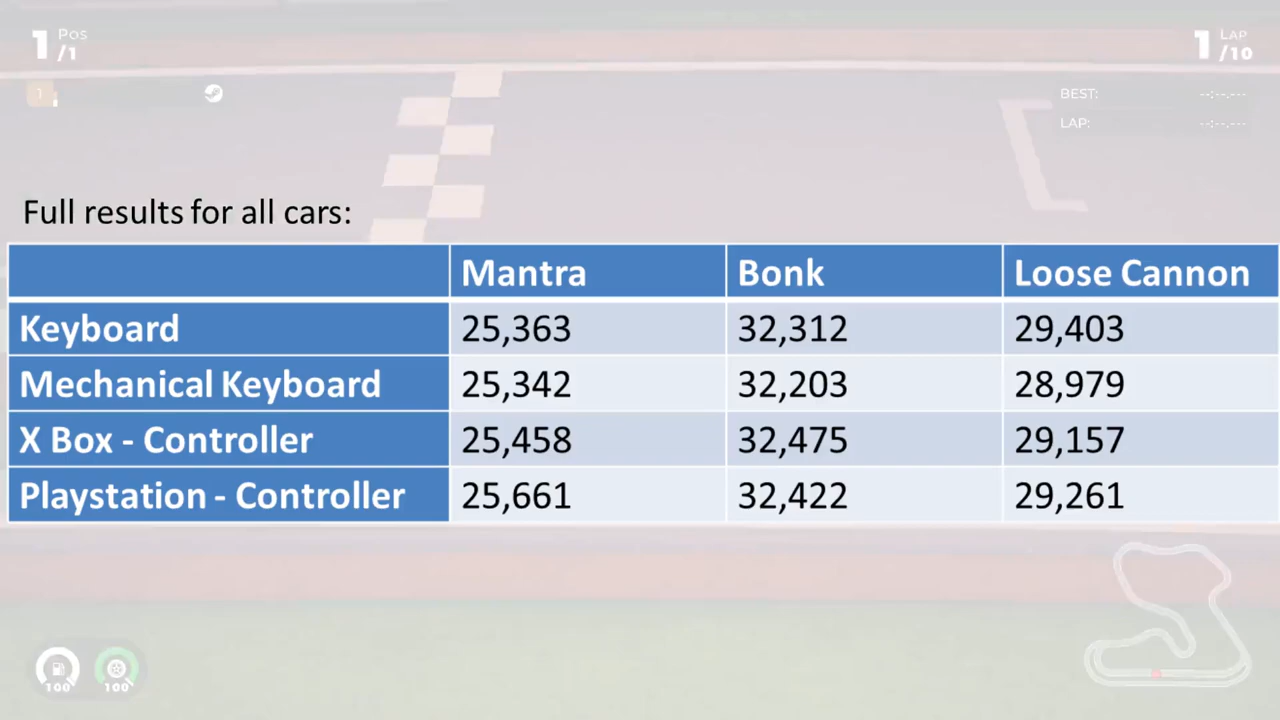 1 Pos /1
1 Lap /10
1
BEST: --:--.---
LAP: --:--.---
Full results for all cars:
Mantra Bonk Loose Cannon
Keyboard 25,363 32,312 29,403
Mechanical Keyboard 25,342 32,203 28,979
X Box - Controller 25,458 32,475 29,157
Playstation - Controller 25,661 32,422 29,261
100 100